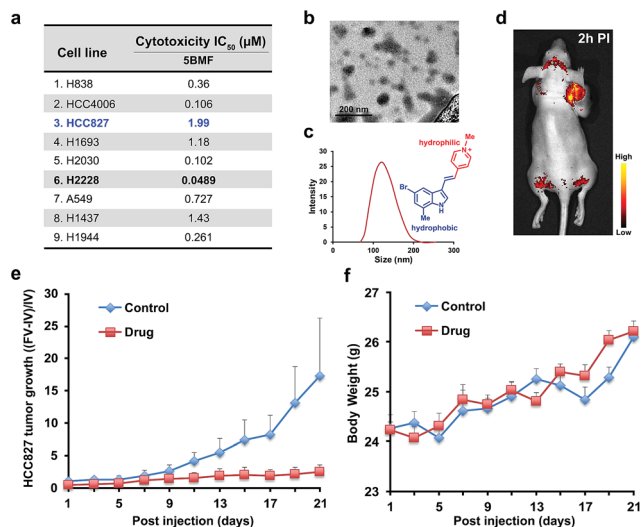 a
Cell line Cytotoxicity IC50 (µM)
5BMF
1. H838 0.36
2. HCC4006 0.106
3. HCC827 1.99
4. H1693 1.18
5. H2030 0.102
6. H2228 0.0489
7. A549 0.727
8. H1437 1.43
9. H1944 0.261
b
200 nm
c
Intensity
30
25
20
15
10
5
0
0 100 200 300
Size (nm)
hydrophilic
Me
N+
Br
N
H
Me
hydrophobic
d
2h PI
High
Low
e
HCC827 tumor growth ((FV-IV)/IV)
30
25
20
15
10
5
0
Control
Drug
1 3 5 7 9 11 13 15 17 19 21
Post injection (days)
f
Body Weight (g)
27
26
25
24
23
Control
Drug
1 3 5 7 9 11 13 15 17 19 21
Post injection (days)